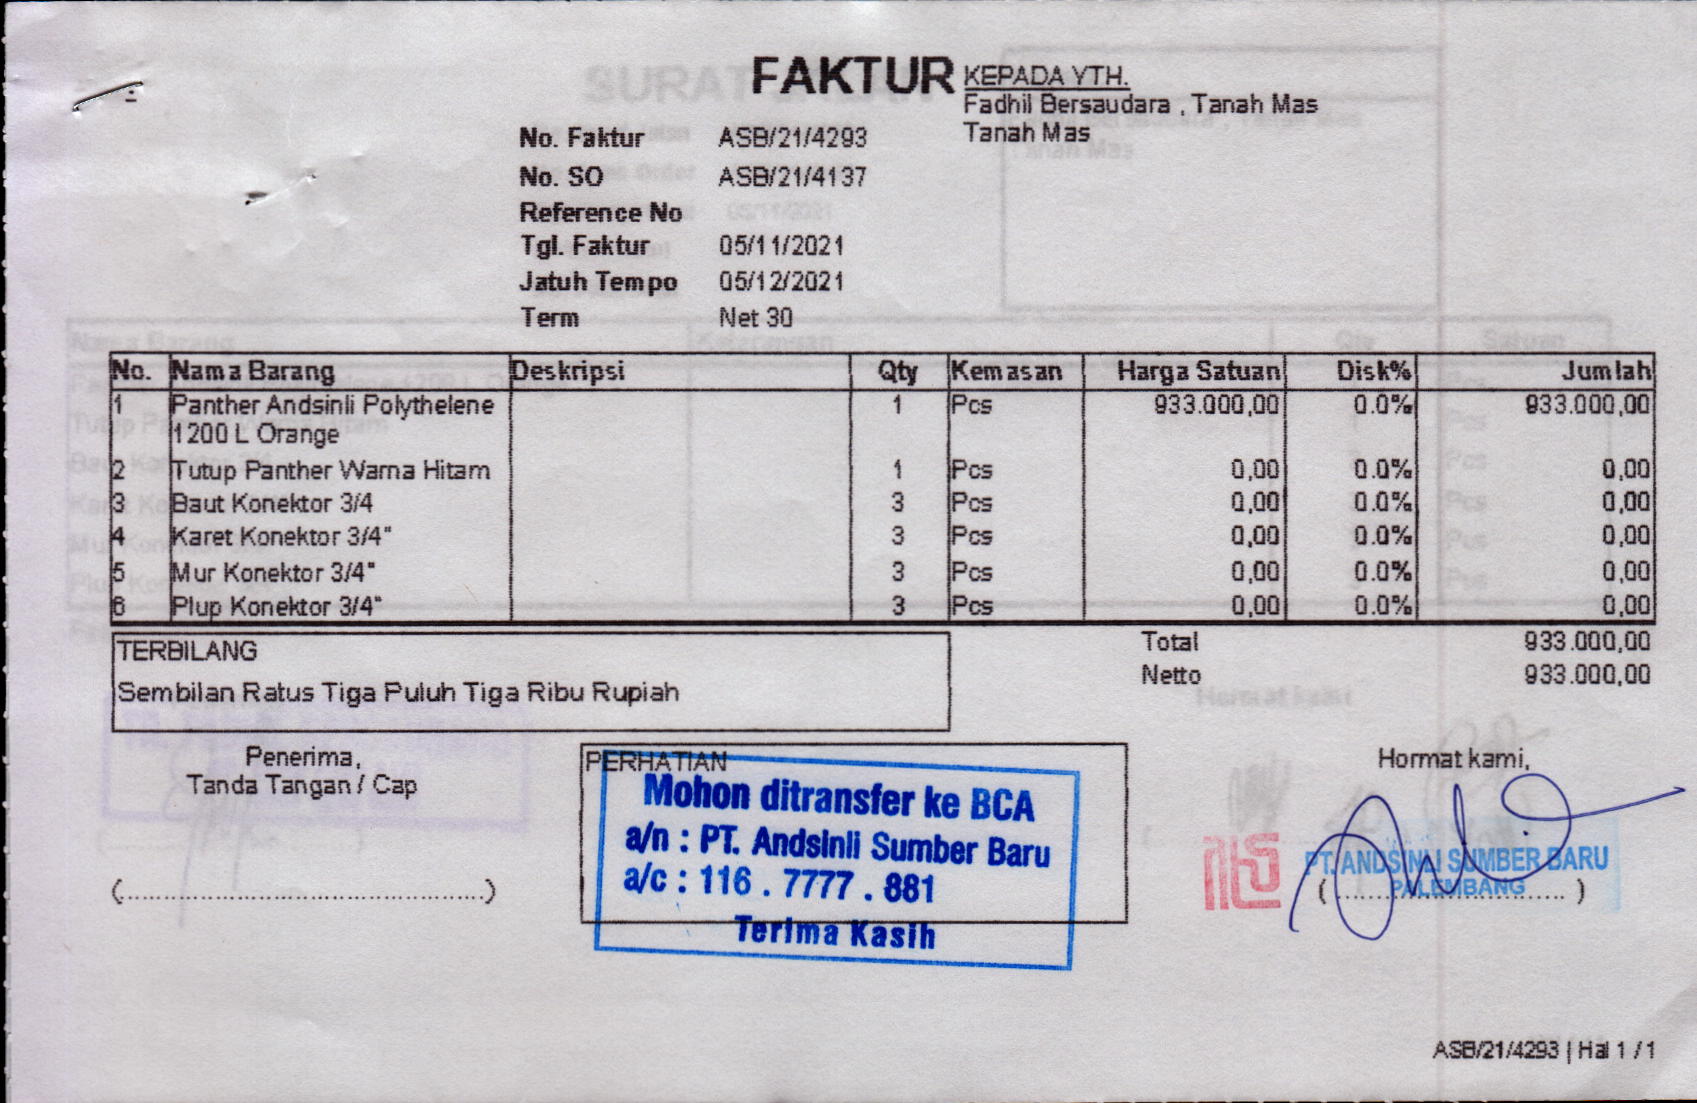 FAKTUR
KEPADA YTH.
Fadhil Bersaudara , Tanah Mas
Tanah Mas
No. Faktur ASB/21/4293
No. SO ASB/21/4137
Reference No
Tgl. Faktur 05/11/2021
Jatuh Tempo 05/12/2021
Term Net 30
No. Nama Barang Deskripsi Qty Kemasan Harga Satuan Disk% Jumlah
1 Panther Andsinli Polythelene 1 Pcs 933.000,00 0.0% 933.000,00
1200 L Orange
2 Tutup Panther Warna Hitam 1 Pcs 0,00 0.0% 0,00
3 Baut Konektor 3/4 3 Pcs 0,00 0.0% 0,00
4 Karet Konektor 3/4" 3 Pcs 0,00 0.0% 0,00
5 Mur Konektor 3/4" 3 Pcs 0,00 0.0% 0,00
6 Plup Konektor 3/4" 3 Pcs 0,00 0.0% 0,00
TERBILANG
Sembilan Ratus Tiga Puluh Tiga Ribu Rupiah
Total 933.000,00
Netto 933.000,00
Penerima,
Tanda Tangan / Cap
(..............................................)
PERHATIAN
Mohon ditransfer ke BCA
a/n : PT. Andsinli Sumber Baru
a/c : 116 . 7777 . 881
Terima Kasih
Hormat kami,
PT. ANDSINLI SUMBER BARU
PALEMBANG
(.............................. )
ASB/21/4293 | Hal 1 / 1